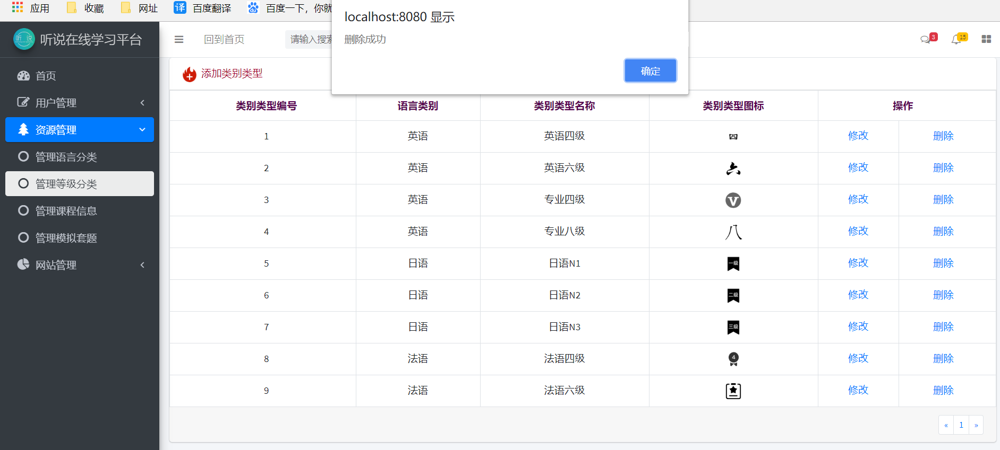 应用 收藏 网址 译 百度翻译 du 百度一下，你就
localhost:8080 显示
删除成功
确定
听说 听说在线学习平台
回到首页 请输入搜索 3 15
首页
用户管理
资源管理
管理语言分类
管理等级分类
管理课程信息
管理模拟套题
网站管理
添加类别类型
类别类型编号 语言类别 类别类型名称 类别类型图标 操作
1 英语 英语四级 四 修改 删除
2 英语 英语六级 六 修改 删除
3 英语 专业四级 V 修改 删除
4 英语 专业八级 八 修改 删除
5 日语 日语N1 一级 修改 删除
6 日语 日语N2 二级 修改 删除
7 日语 日语N3 三级 修改 删除
8 法语 法语四级 4 修改 删除
9 法语 法语六级 修改 删除
« 1 »